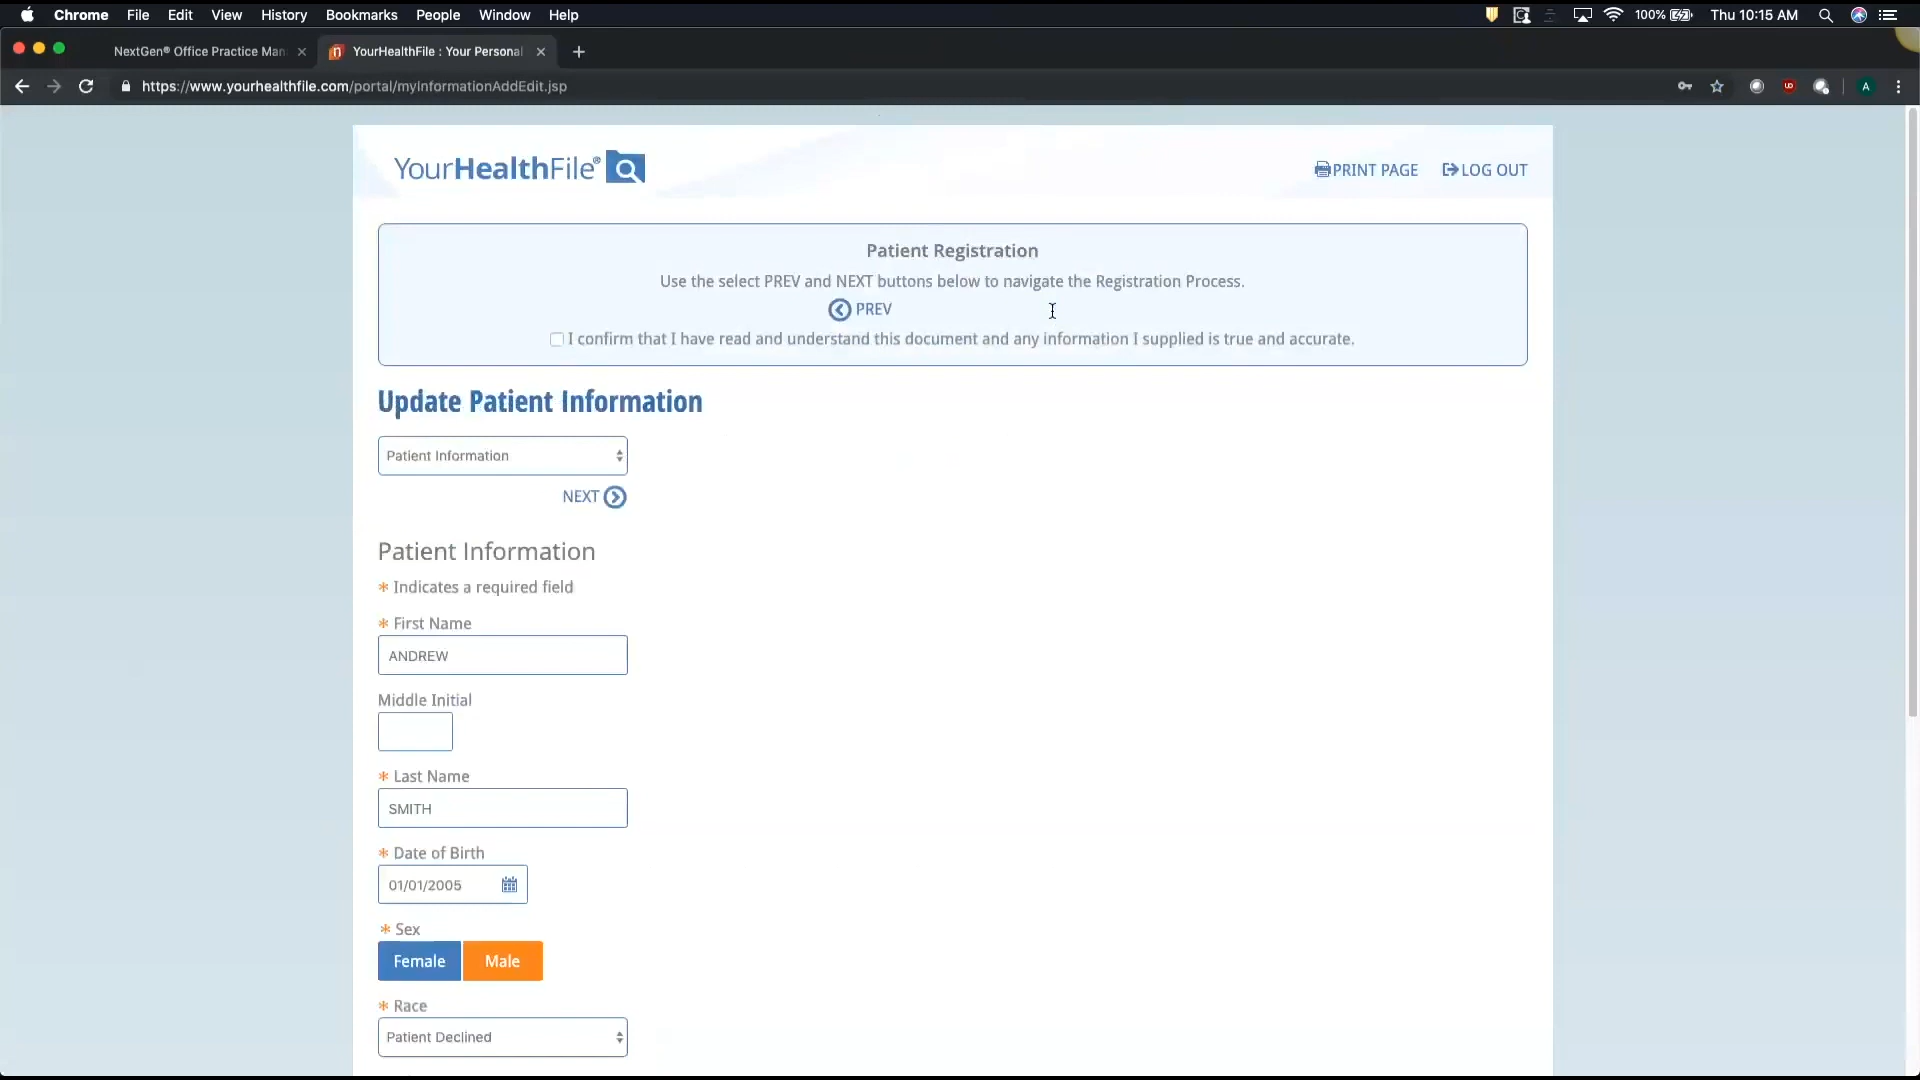 Chrome File Edit View History Bookmarks People Window Help 100% Thu 10:15 AM
NextGen® Office Practice Man
YourHealthFile : Your Personal
https://www.yourhealthfile.com/portal/myInformationAddEdit.jsp
UD
A
YourHealthFile®
PRINT PAGE
LOG OUT
Patient Registration
Use the select PREV and NEXT buttons below to navigate the Registration Process.
PREV
I confirm that I have read and understand this document and any information I supplied is true and accurate.
Update Patient Information
Patient Information
NEXT
Patient Information
* Indicates a required field
* First Name
ANDREW
Middle Initial
* Last Name
SMITH
* Date of Birth
01/01/2005
* Sex
Female Male
* Race
Patient Declined